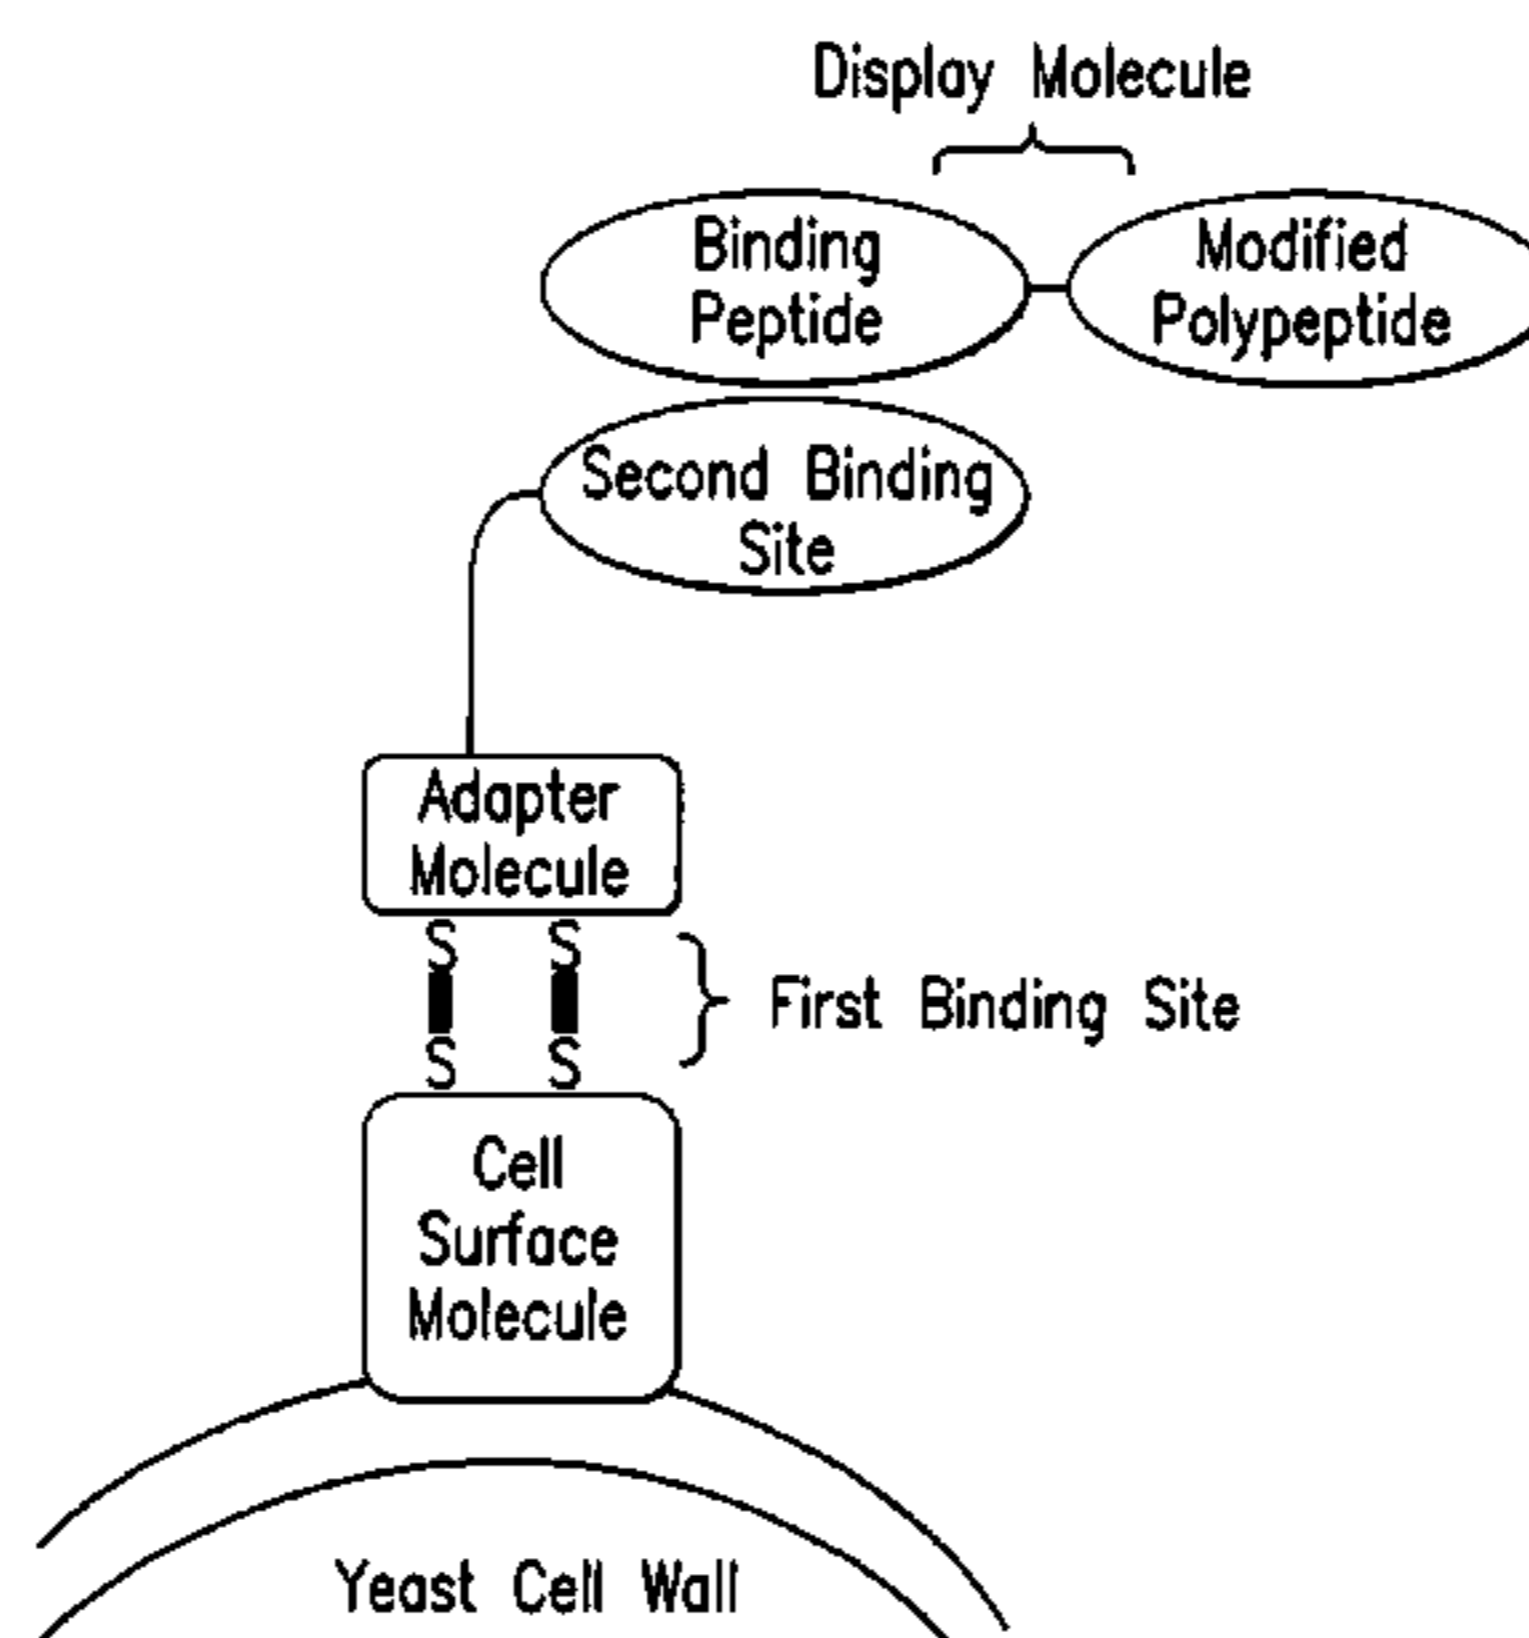 Display Molecule
Binding
Peptide
Modified
Polypeptide
Second Binding
Site
Adapter
Molecule
S S
S S
First Binding Site
Cell
Surface
Molecule
Yeast Cell Wall